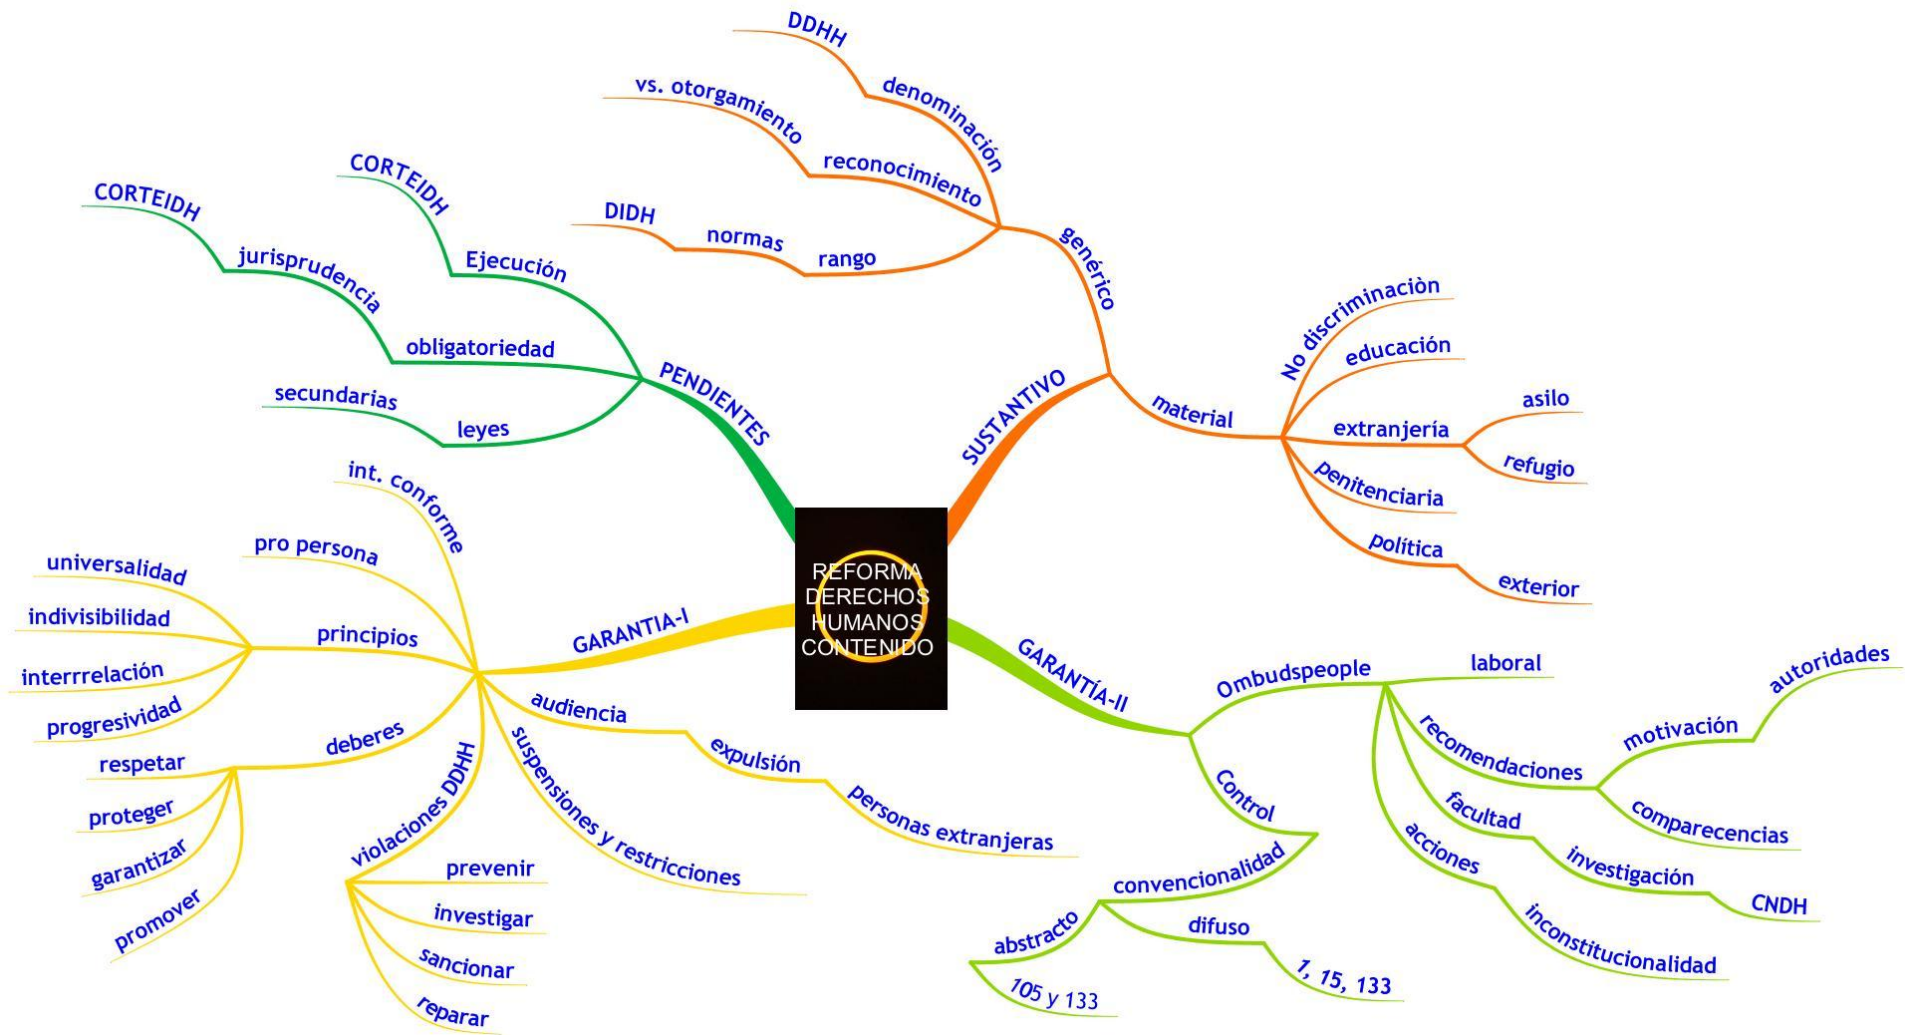 REFORMA
DERECHOS
HUMANOS
CONTENIDO
SUSTANTIVO
genérico
denominación
DDHH
reconocimiento
vs. otorgamiento
rango
normas
DIDH
material
No discriminaciòn
educación
extranjería
asilo
refugio
penitenciaria
política
exterior
GARANTÍA-II
Ombudspeople
laboral
recomendaciones
motivación
autoridades
comparecencias
facultad
investigación
CNDH
acciones
inconstitucionalidad
Control
convencionalidad
difuso
1, 15, 133
abstracto
105 y 133
GARANTIA-I
int. conforme
pro persona
principios
universalidad
indivisibilidad
interrrelación
progresividad
deberes
respetar
proteger
garantizar
promover
violaciones DDHH
prevenir
investigar
sancionar
reparar
suspensiones y restricciones
audiencia
expulsión
personas extranjeras
PENDIENTES
Ejecución
CORTEIDH
obligatoriedad
jurisprudencia
CORTEIDH
leyes
secundarias